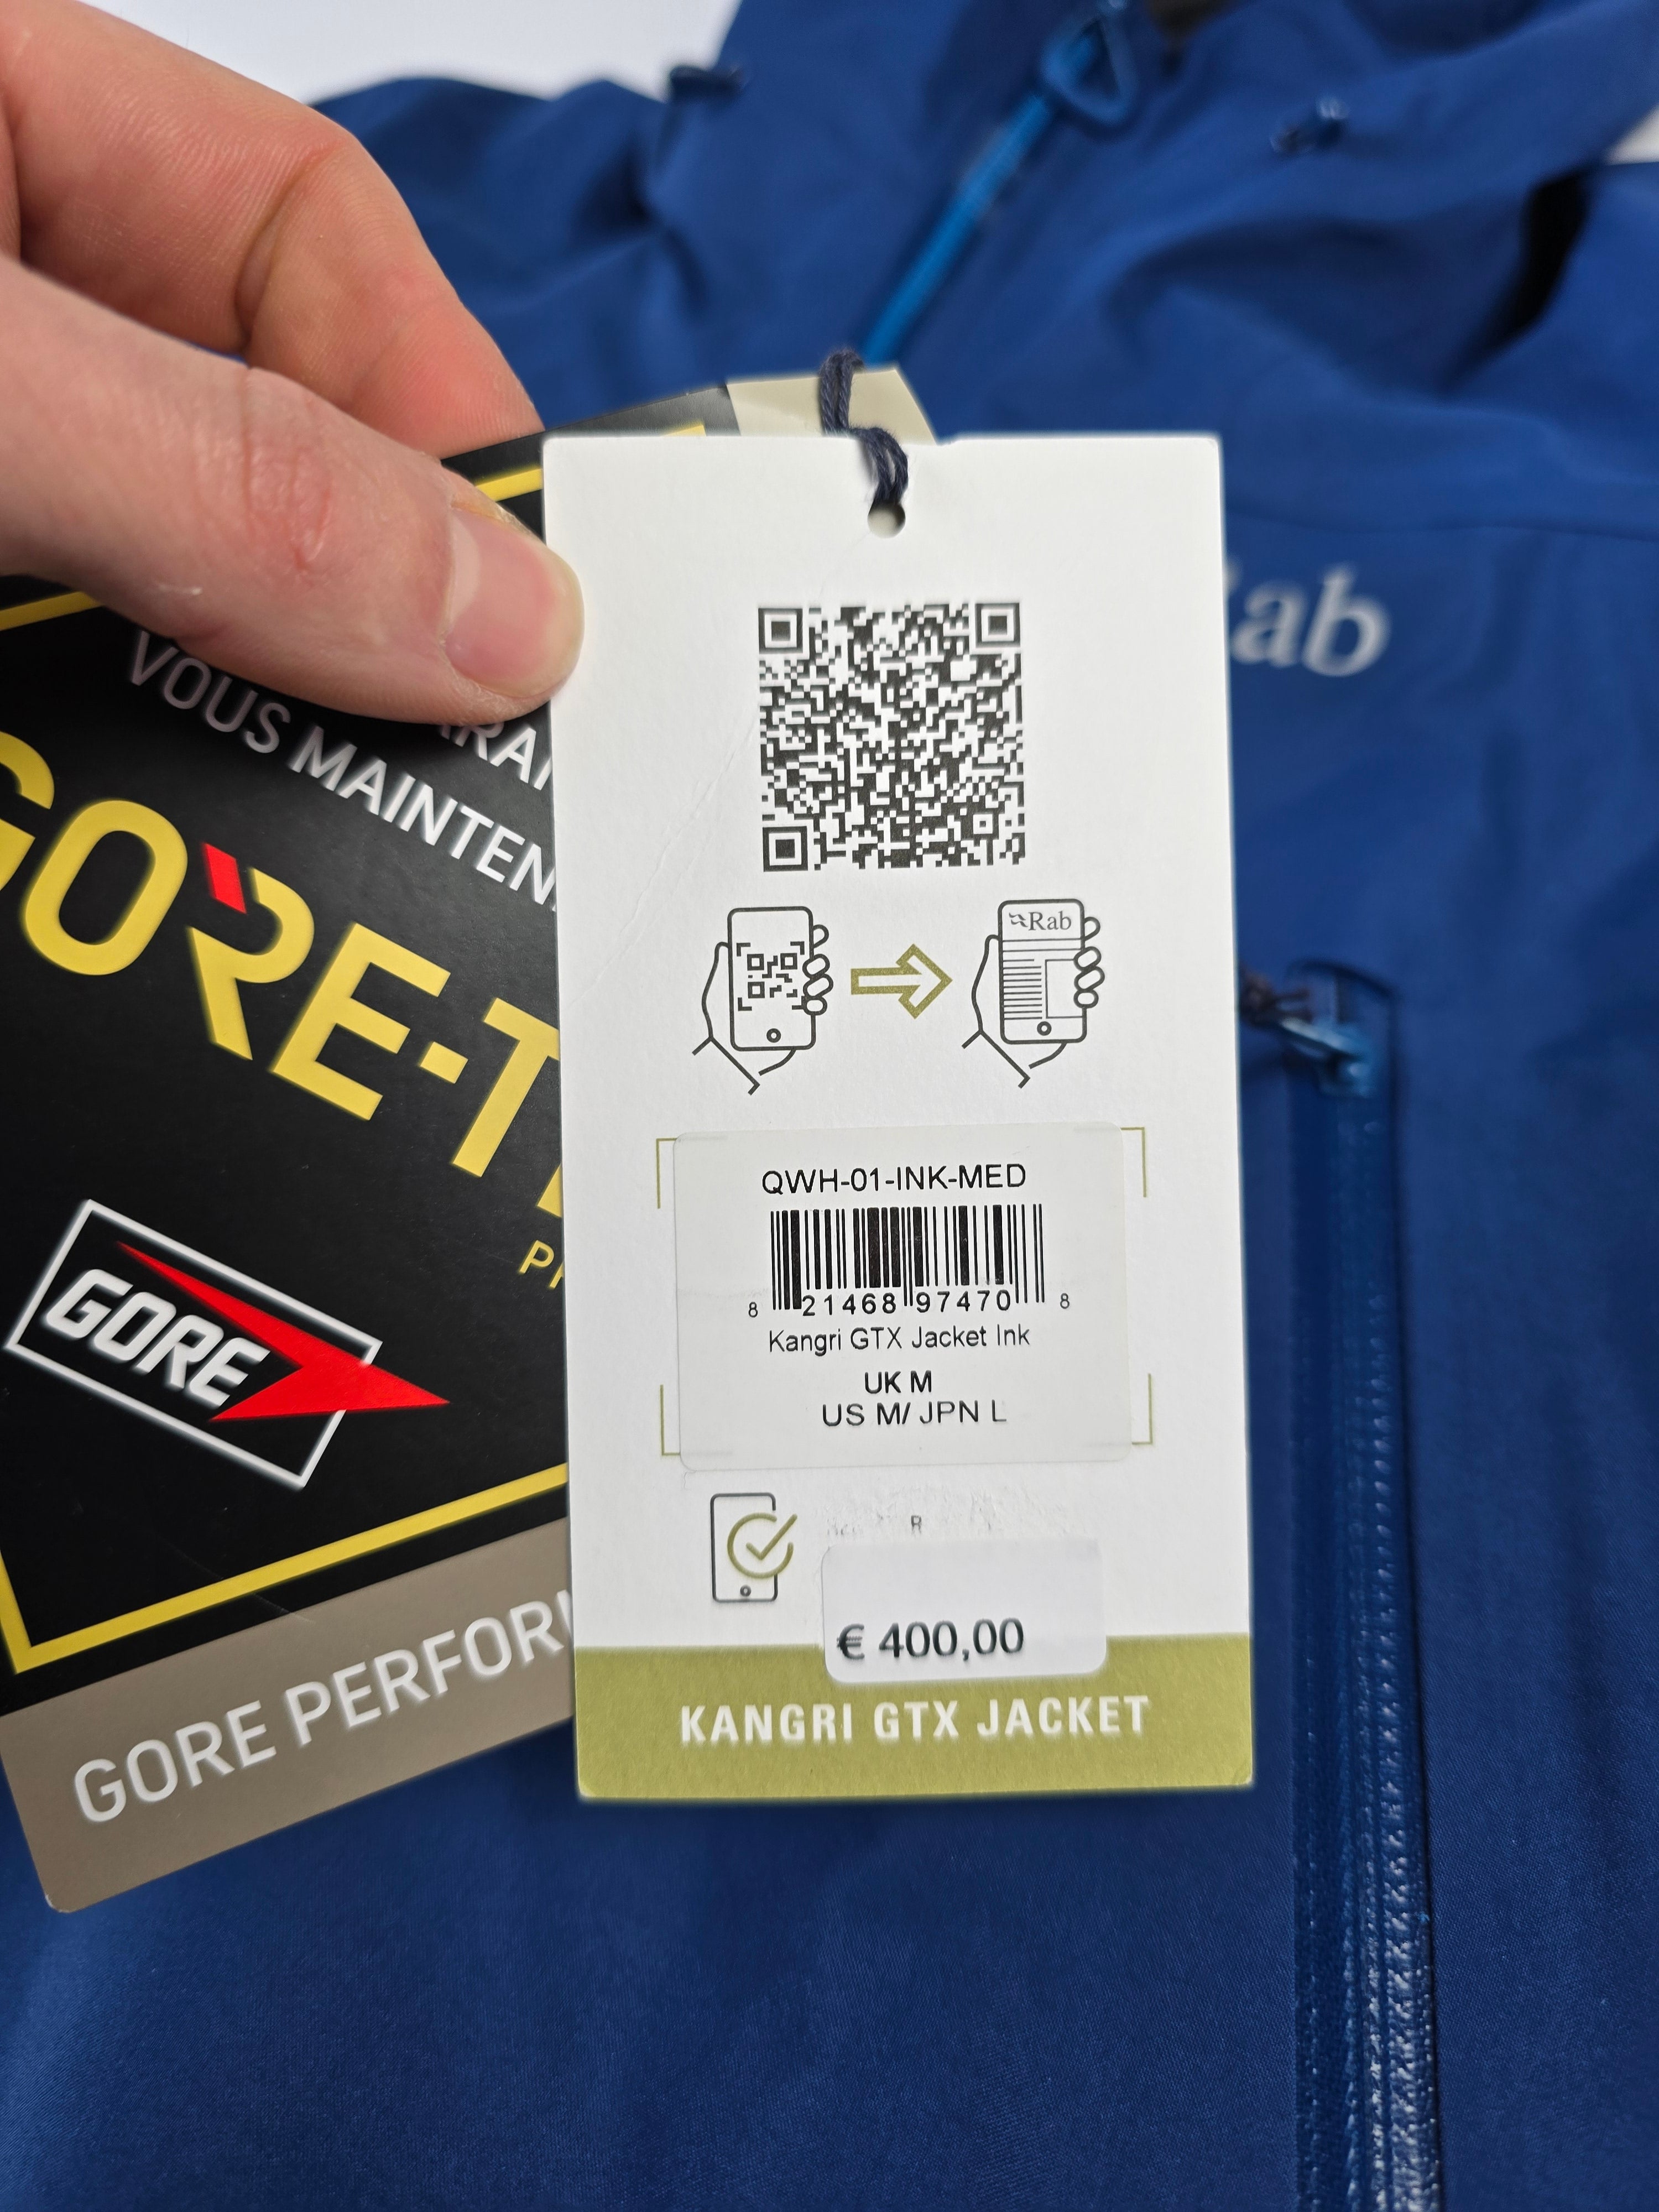 VOUS MAINTEN
GORE-T
GORE
GORE PERFOR
ab
Rab
QWH-01-INK-MED
8 21468 97470 8
Kangri GTX Jacket Ink
UK M
US M/ JPN L
R
€ 400,00
KANGRI GTX JACKET